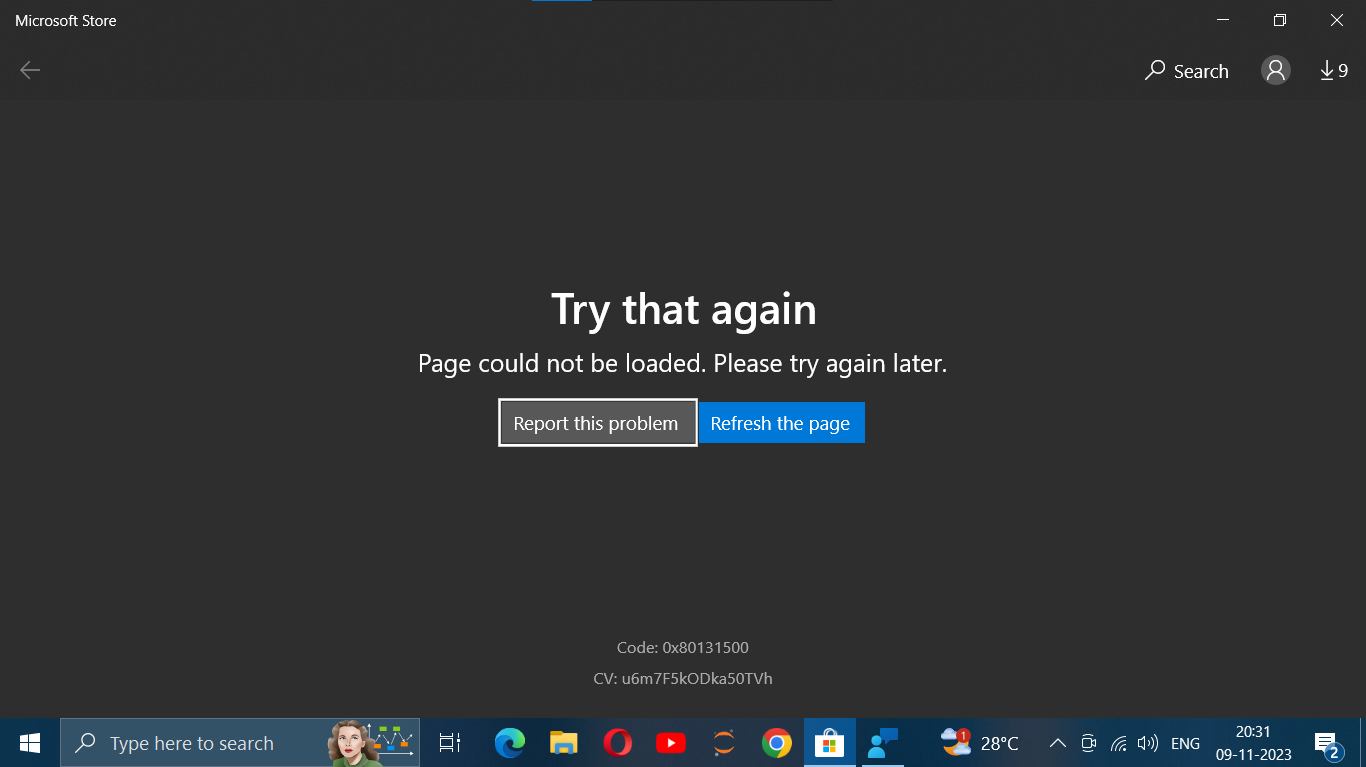 Microsoft Store
Search
9
Try that again
Page could not be loaded. Please try again later.
Report this problem
Refresh the page
Code: 0x80131500
CV: u6m7F5kODka50TVh
Type here to search
1
28°C
ENG
20:31
09-11-2023
2